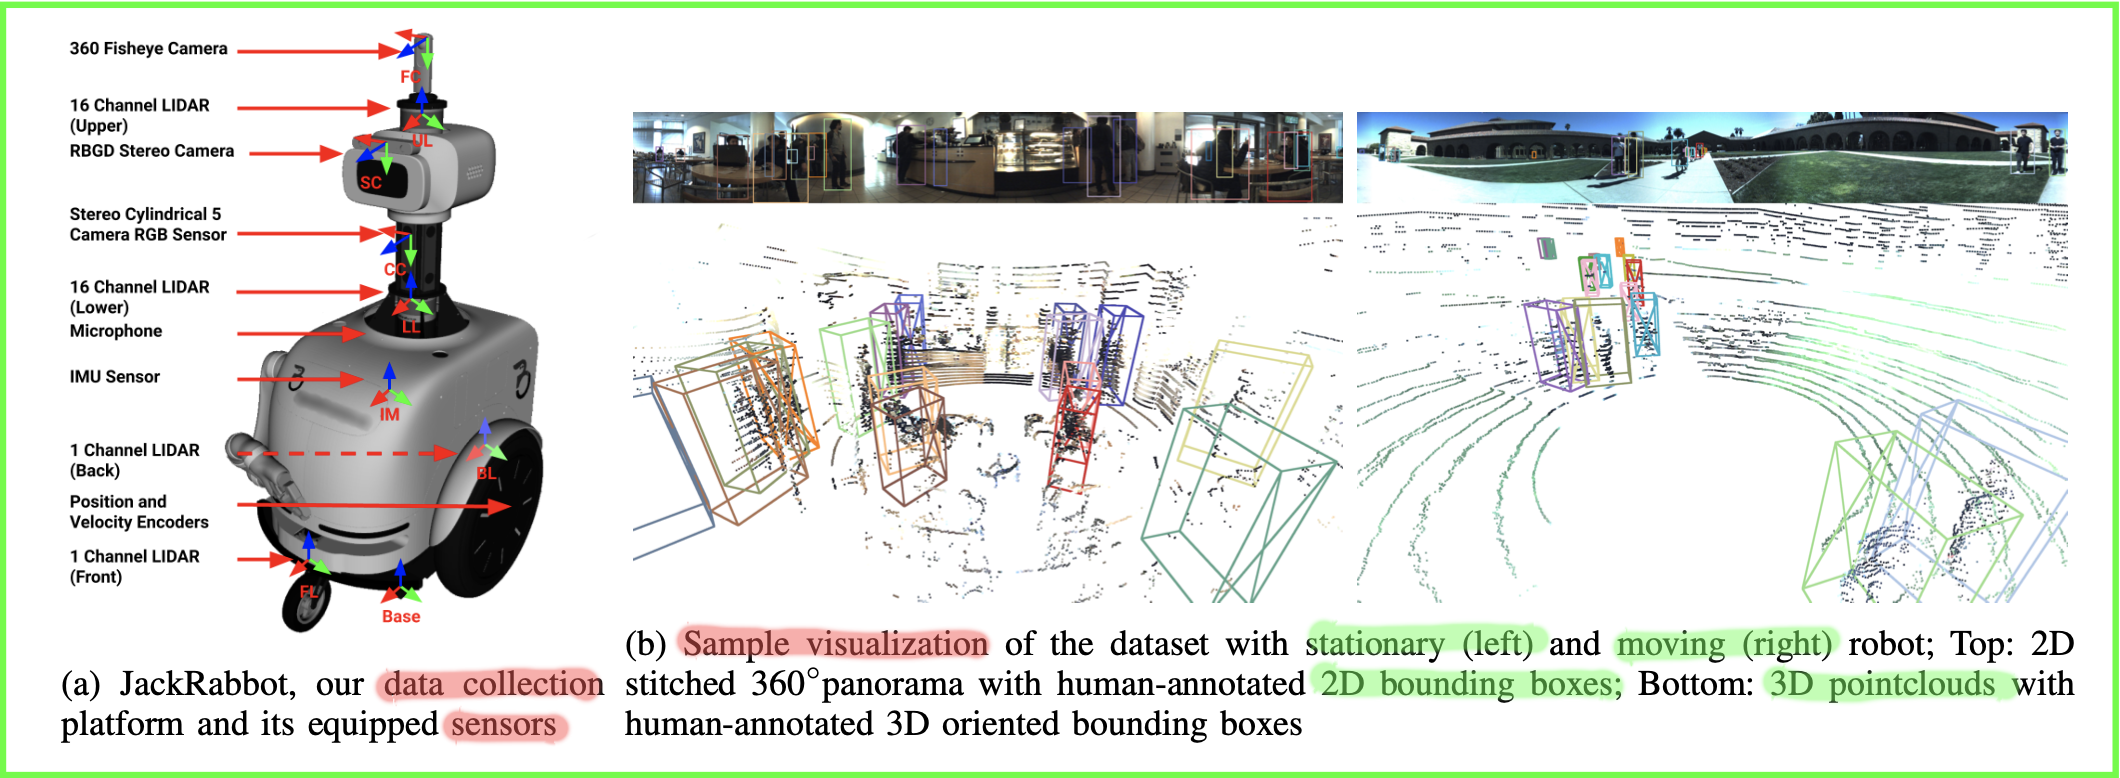 360 Fisheye Camera
16 Channel LIDAR
(Upper)
RBGD Stereo Camera
Stereo Cylindrical 5
Camera RGB Sensor
16 Channel LIDAR
(Lower)
Microphone
IMU Sensor
1 Channel LIDAR
(Back)
Position and
Velocity Encoders
1 Channel LIDAR
(Front)
FC
UL
SC
CC
LL
IM
BL
FL
Base
(a) JackRabbot, our data collection
platform and its equipped sensors
(b) Sample visualization of the dataset with stationary (left) and moving (right) robot; Top: 2D
stitched 360°panorama with human-annotated 2D bounding boxes; Bottom: 3D pointclouds with
human-annotated 3D oriented bounding boxes